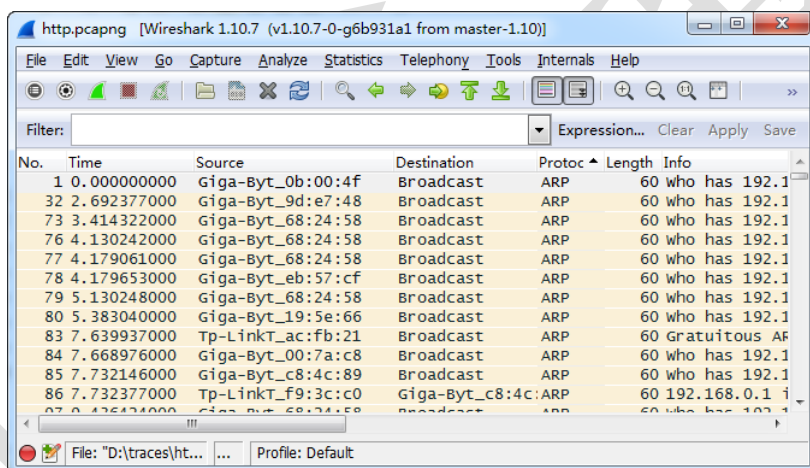 http.pcapng [Wireshark 1.10.7 (v1.10.7-0-g6b931a1 from master-1.10)]
File Edit View Go Capture Analyze Statistics Telephony Tools Internals Help
Filter: Expression... Clear Apply Save
No. Time Source Destination Protoc Length Info
1 0.000000000 Giga-Byt_0b:00:4f Broadcast ARP 60 Who has 192.1
32 2.692377000 Giga-Byt_9d:e7:48 Broadcast ARP 60 Who has 192.1
73 3.414322000 Giga-Byt_68:24:58 Broadcast ARP 60 Who has 192.1
76 4.130242000 Giga-Byt_68:24:58 Broadcast ARP 60 Who has 192.1
77 4.179061000 Giga-Byt_68:24:58 Broadcast ARP 60 Who has 192.1
78 4.179653000 Giga-Byt_eb:57:cf Broadcast ARP 60 Who has 192.1
79 5.130248000 Giga-Byt_68:24:58 Broadcast ARP 60 Who has 192.1
80 5.383040000 Giga-Byt_19:5e:66 Broadcast ARP 60 Who has 192.1
83 7.639937000 Tp-LinkT_ac:fb:21 Broadcast ARP 60 Gratuitous AR
84 7.668976000 Giga-Byt_00:7a:c8 Broadcast ARP 60 Who has 192.1
85 7.732146000 Giga-Byt_c8:4c:89 Broadcast ARP 60 Who has 192.1
86 7.732377000 Tp-LinkT_f9:3c:c0 Giga-Byt_c8:4c: ARP 60 192.168.0.1 i
File: "D:\traces\ht... ... Profile: Default